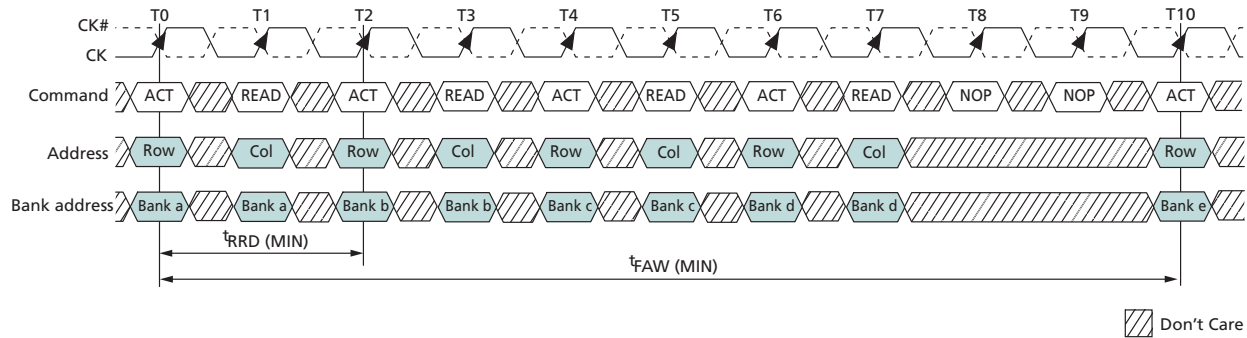 T0 T1 T2 T3 T4 T5 T6 T7 T8 T9 T10
CK#
CK
Command ACT READ ACT READ ACT READ ACT READ NOP NOP ACT
Address Row Col Row Col Row Col Row Col Row
Bank address Bank a Bank a Bank b Bank b Bank c Bank c Bank d Bank d Bank e
tRRD (MIN)
tFAW (MIN)
Don't Care